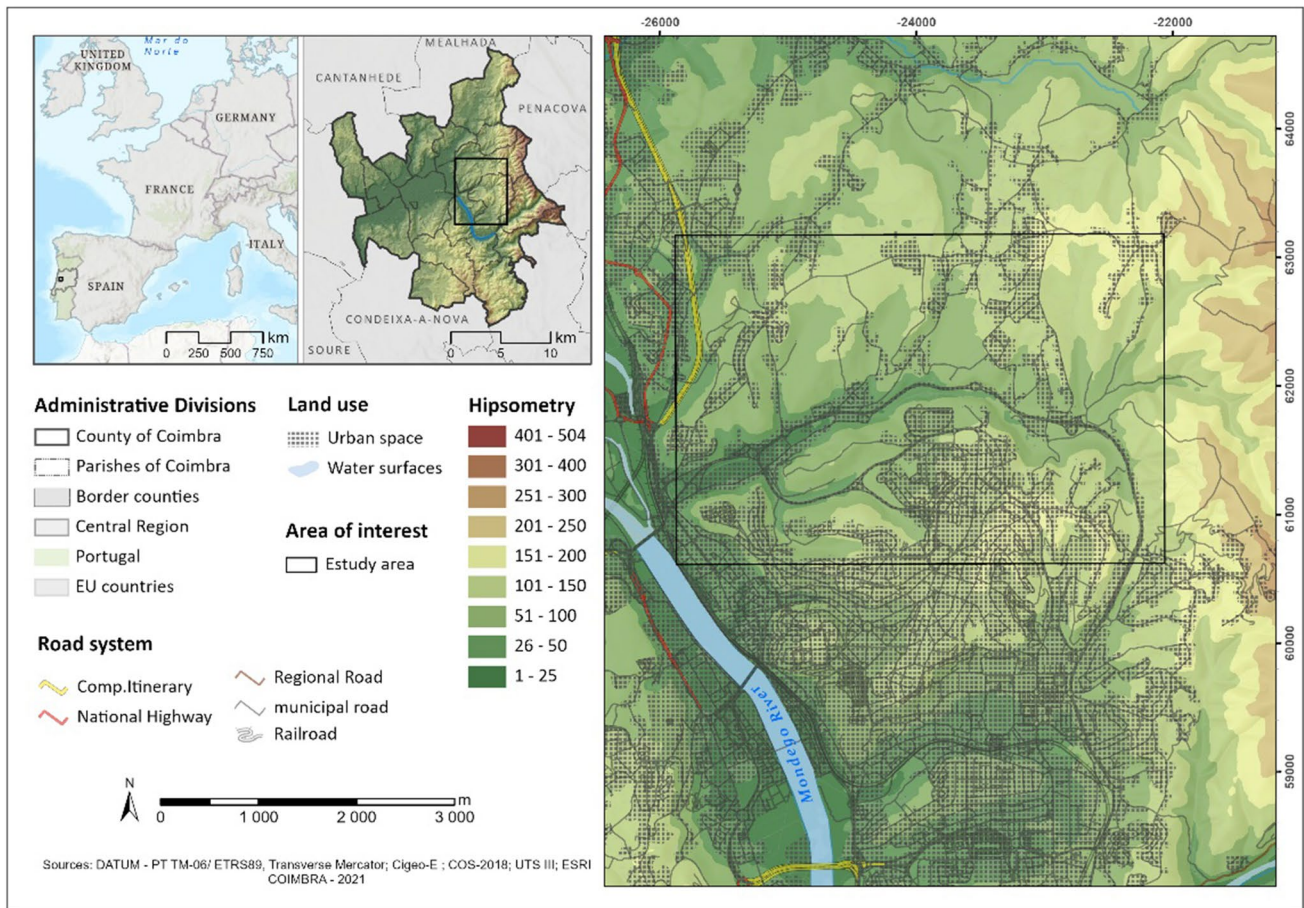 Mar do
Norte
UNITED
KINGDOM
GERMANY
FRANCE
ITALY
SPAIN
0 250 500 750 km
MEALHADA
CANTANHEDE
PENACOVA
CONDEIXA-A-NOVA
SOURE
0 5 10 km
-26000 -24000 -22000
64000
63000
62000
61000
60000
59000
Mondego River
Administrative Divisions
County of Coimbra
Parishes of Coimbra
Border counties
Central Region
Portugal
EU countries
Land use
Urban space
Water surfaces
Area of interest
Estudy area
Hipsometry
401 - 504
301 - 400
251 - 300
201 - 250
151 - 200
101 - 150
51 - 100
26 - 50
1 - 25
Road system
Comp.Itinerary
National Highway
Regional Road
municipal road
Railroad
N
0 1 000 2 000 3 000 m
Sources: DATUM - PT TM-06/ ETRS89, Transverse Mercator; Cigeo-E ; COS-2018; UTS III; ESRI
COIMBRA - 2021